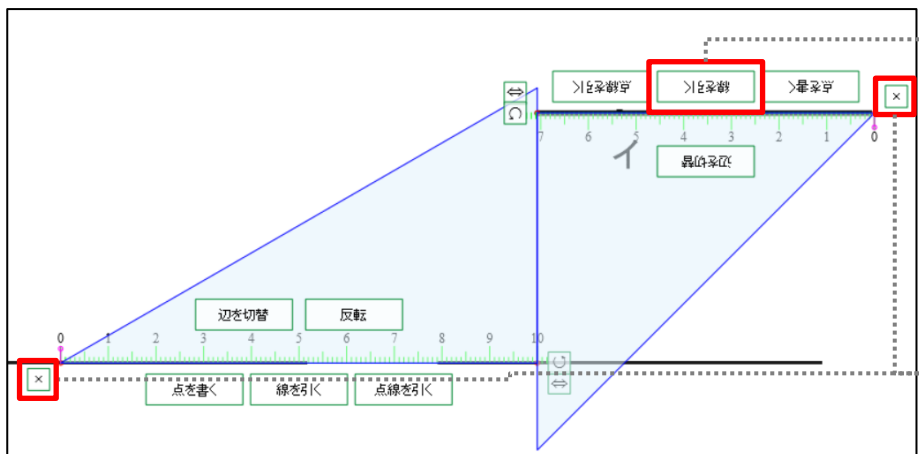 点線を引く 線を引く 点を書く ×
7 6 5 4 3 2 1 0
イ 辺を切替
辺を切替 反転
0 1 2 3 4 5 6 7 8 9 10
× 点を書く 線を引く 点線を引く